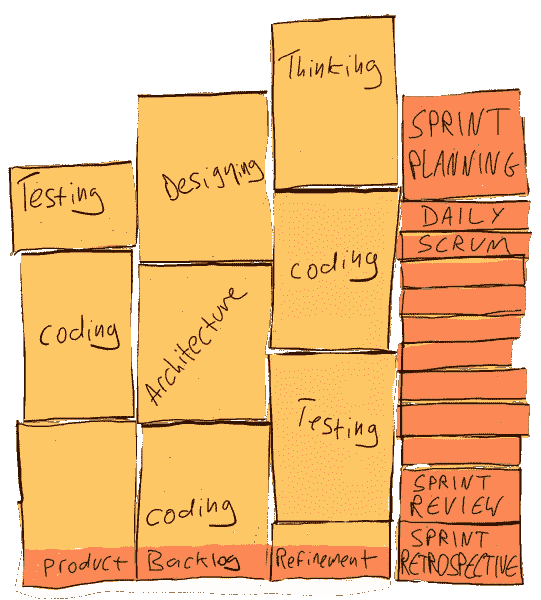 Thinking
Designing
SPRINT
PLANNING
Testing
DAILY
SCRUM
coding
coding
Architecture
Testing
coding
SPRINT
REVIEW
SPRINT
RETROSPECTIVE
Product Backlog Refinement